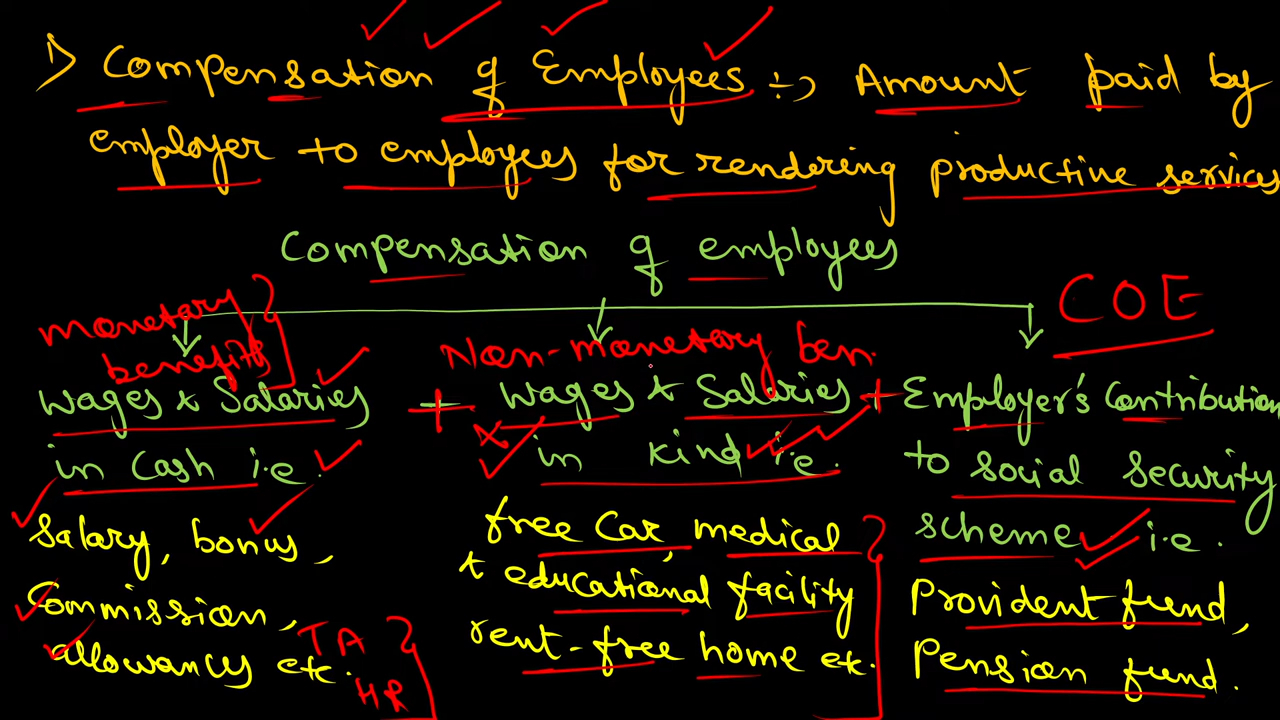 1) Compensation of Employees :-> Amount paid by
employer to employees for rendering productive services
Compensation of employees
COE
monetary
benefits
Non-monetary ben.
Wages & Salaries + Wages & Salaries + Employer's Contribution
in Cash i.e. in kind i.e. to social security
scheme i.e.
Salary, bonus, free Car, medical
& educational facility Provident fund,
Commission, rent-free home etc.
allowances etc. TA Pension fund.
HR